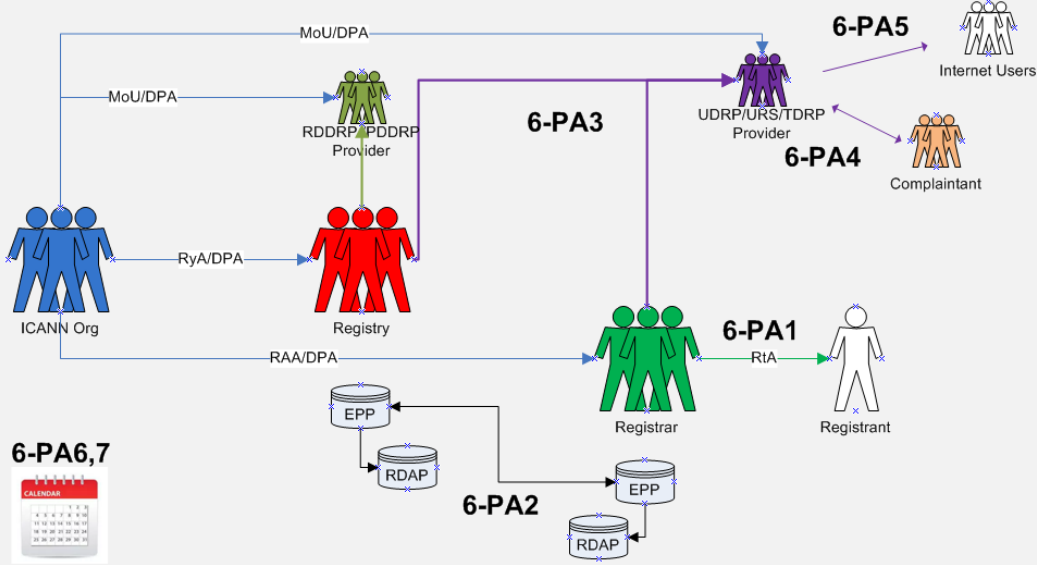 MoU/DPA
6-PA5
Internet Users
MoU/DPA
RDDRP/PDDRP
Provider
6-PA3
UDRP/URS/TDRP
Provider
6-PA4
Complaintant
RyA/DPA
ICANN Org
Registry
6-PA1
RAA/DPA
RtA
Registrar
Registrant
EPP
RDAP
6-PA2
EPP
RDAP
6-PA6,7
CALENDAR